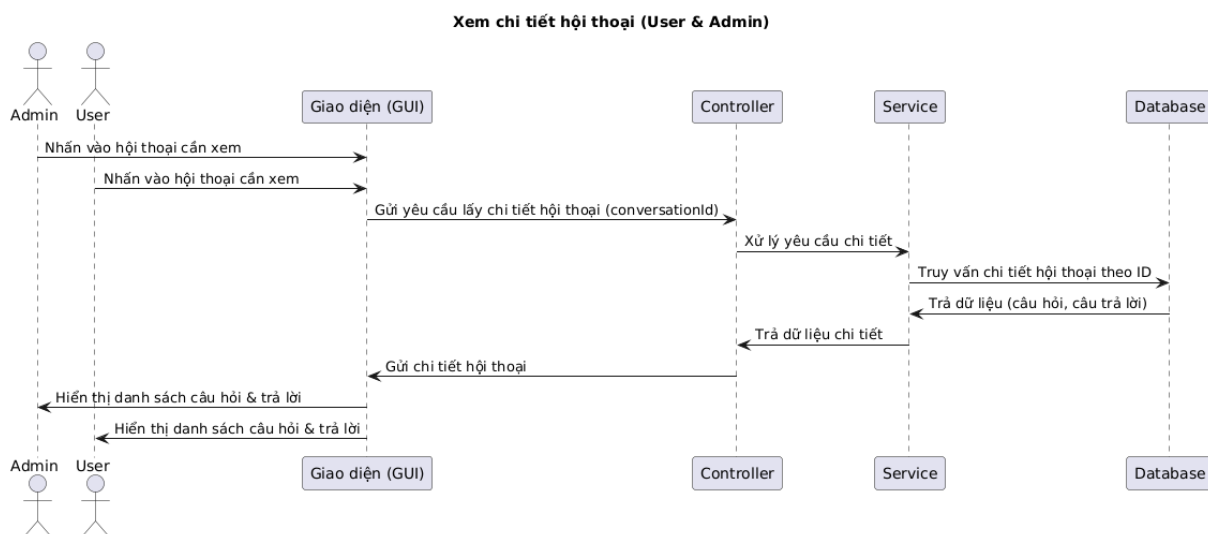 Xem chi tiết hội thoại (User & Admin)
Admin
User
Giao diện (GUI)
Controller
Service
Database
Nhấn vào hội thoại cần xem
Nhấn vào hội thoại cần xem
Gửi yêu cầu lấy chi tiết hội thoại (conversationId)
Xử lý yêu cầu chi tiết
Truy vấn chi tiết hội thoại theo ID
Trả dữ liệu (câu hỏi, câu trả lời)
Trả dữ liệu chi tiết
Gửi chi tiết hội thoại
Hiển thị danh sách câu hỏi & trả lời
Hiển thị danh sách câu hỏi & trả lời
Admin
User
Giao diện (GUI)
Controller
Service
Database